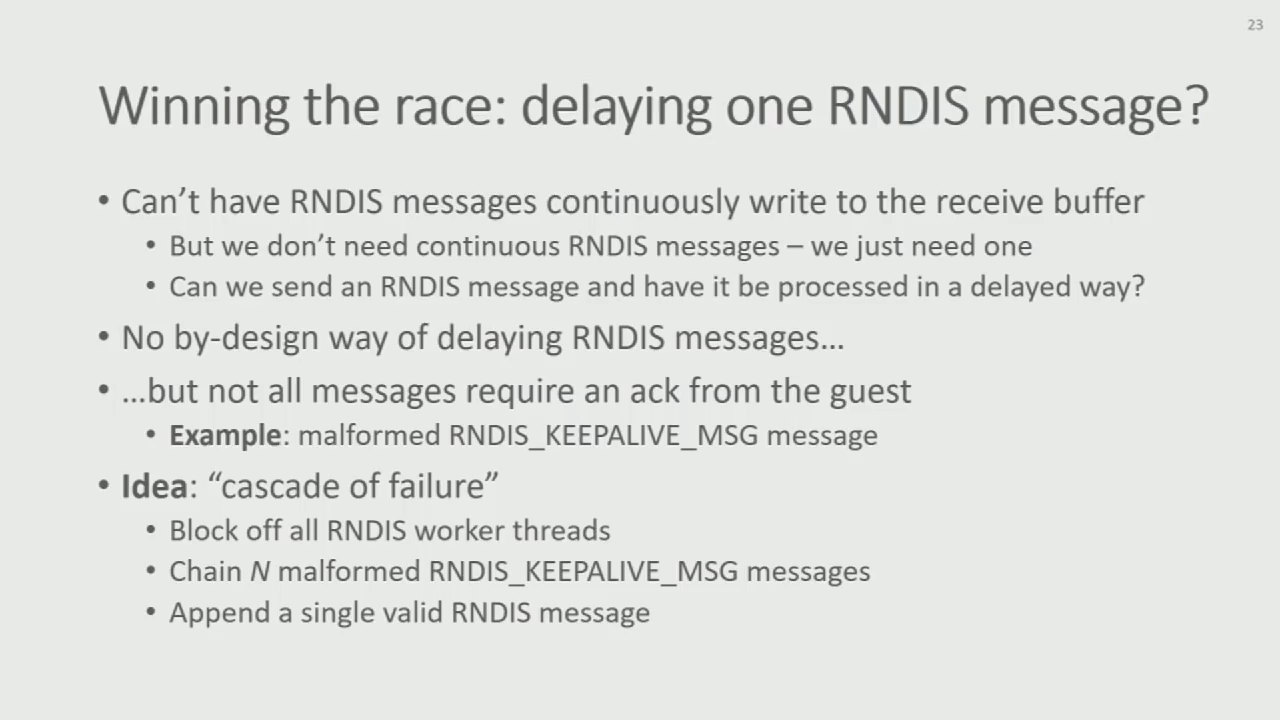 23
Winning the race: delaying one RNDIS message?
• Can’t have RNDIS messages continuously write to the receive buffer
• But we don’t need continuous RNDIS messages – we just need one
• Can we send an RNDIS message and have it be processed in a delayed way?
• No by-design way of delaying RNDIS messages…
• …but not all messages require an ack from the guest
• Example: malformed RNDIS_KEEPALIVE_MSG message
• Idea: “cascade of failure”
• Block off all RNDIS worker threads
• Chain N malformed RNDIS_KEEPALIVE_MSG messages
• Append a single valid RNDIS message